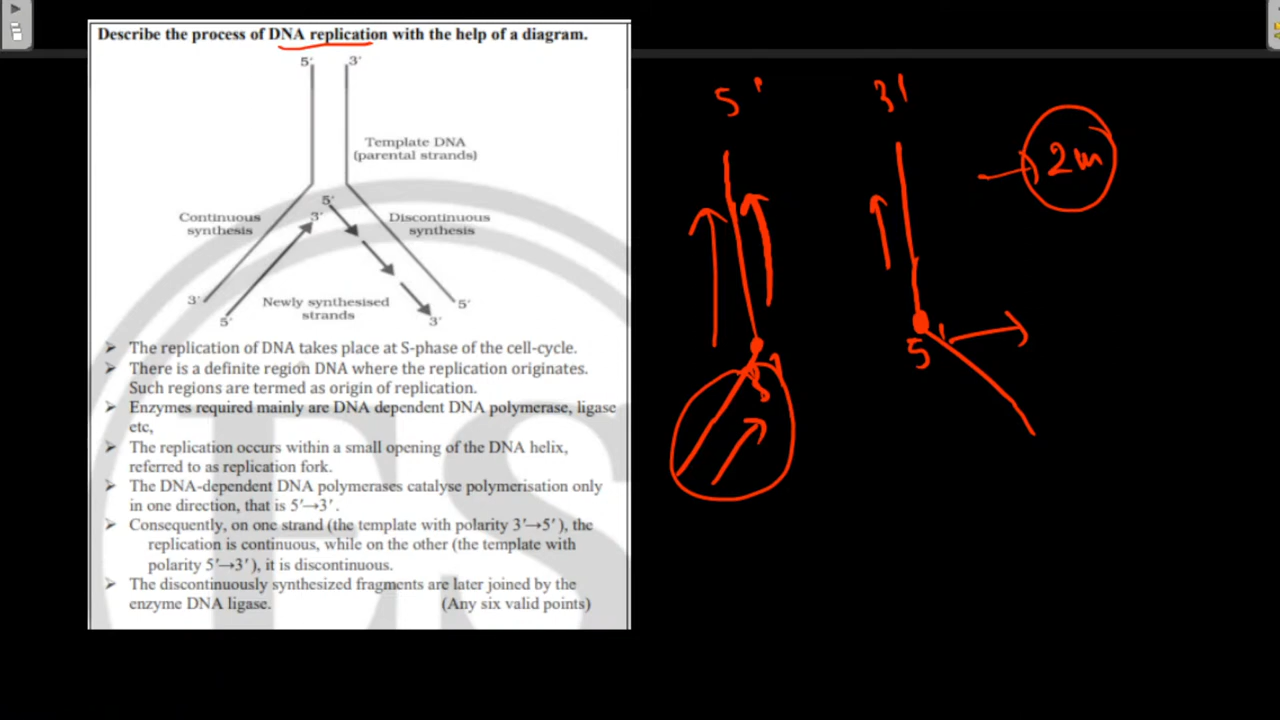 Describe the process of DNA replication with the help of a diagram.
5′ 3′
Template DNA
(parental strands)
5′
3′
Continuous
synthesis
Discontinuous
synthesis
3′
5′
Newly synthesised
strands
5′
3′
➢ The replication of DNA takes place at S-phase of the cell-cycle.
➢ There is a definite region DNA where the replication originates.
Such regions are termed as origin of replication.
➢ Enzymes required mainly are DNA dependent DNA polymerase, ligase
etc,
➢ The replication occurs within a small opening of the DNA helix,
referred to as replication fork.
➢ The DNA-dependent DNA polymerases catalyse polymerisation only
in one direction, that is 5′→3′.
➢ Consequently, on one strand (the template with polarity 3′→5′), the
replication is continuous, while on the other (the template with
polarity 5′→3′), it is discontinuous.
➢ The discontinuously synthesized fragments are later joined by the
enzyme DNA ligase. (Any six valid points)
5' 3'
2m
3'
5'